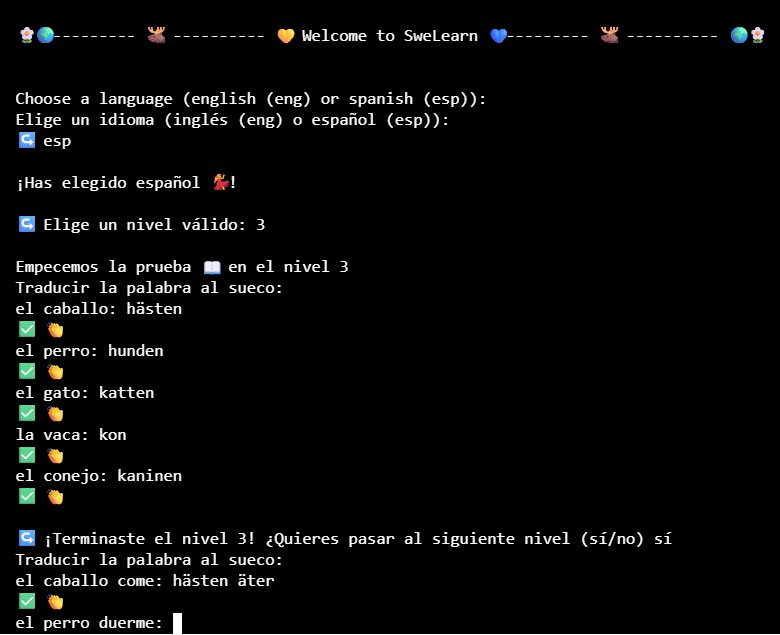 🌼🌍--------- 🫎 ---------- 💛 Welcome to SweLearn 💙--------- 🫎 ---------- 🌍🌼
Choose a language (english (eng) or spanish (esp)):
Elige un idioma (inglés (eng) o español (esp)):
↪️ esp
¡Has elegido español 💃!
↪️ Elige un nivel válido: 3
Empecemos la prueba 📖 en el nivel 3
Traducir la palabra al sueco:
el caballo: hästen
✅ 👏
el perro: hunden
✅ 👏
el gato: katten
✅ 👏
la vaca: kon
✅ 👏
el conejo: kaninen
✅ 👏
↪️ ¡Terminaste el nivel 3! ¿Quieres pasar al siguiente nivel (sí/no) sí
Traducir la palabra al sueco:
el caballo come: hästen äter
✅ 👏
el perro duerme: